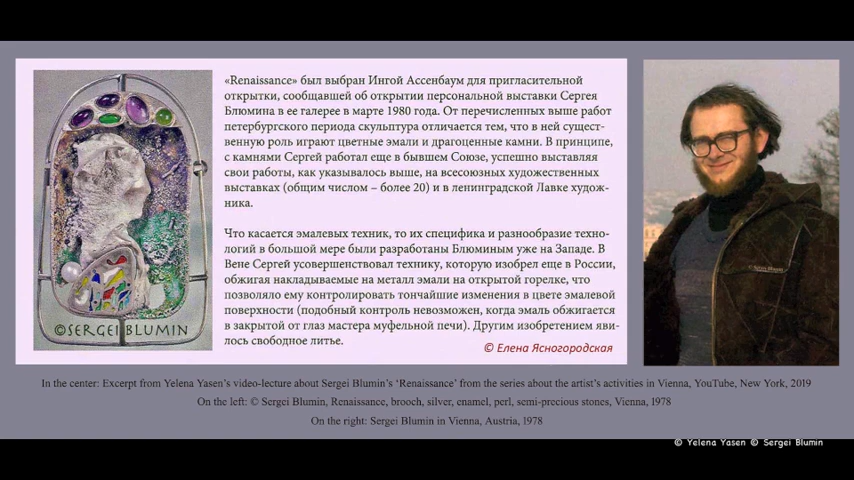 «Renaissance» был выбран Ингой Ассенбаум для пригласительной
открытки, сообщавшей об открытии персональной выставки Сергея
Блюмина в ее галерее в марте 1980 года. От перечисленных выше работ
петербургского периода скульптура отличается тем, что в ней сущест-
венную роль играют цветные эмали и драгоценные камни. В принципе,
с камнями Сергей работал еще в бывшем Союзе, успешно выставляя
свои работы, как указывалось выше, на всесоюзных художественных
выставках (общим числом – более 20) и в ленинградской Лавке худож-
ника.
Что касается эмалевых техник, то их специфика и разнообразие техно-
логий в большой мере были разработаны Блюминым уже на Западе. В
Вене Сергей усовершенствовал технику, которую изобрел еще в России,
обжигая накладываемые на металл эмали на открытой горелке, что
позволяло ему контролировать тончайшие изменения в цвете эмалевой
поверхности (подобный контроль невозможен, когда эмаль обжигается
в закрытой от глаз мастера муфельной печи). Другим изобретением яви-
лось свободное литье.
© Елена Ясногородская
©SERGEI BLUMIN
© Sergei Blumin
In the center: Excerpt from Yelena Yasen's video-lecture about Sergei Blumin's 'Renaissance' from the series about the artist's activities in Vienna, YouTube, New York, 2019
On the left: © Sergei Blumin, Renaissance, brooch, silver, enamel, perl, semi-precious stones, Vienna, 1978
On the right: Sergei Blumin in Vienna, Austria, 1978
© Yelena Yasen © Sergei Blumin